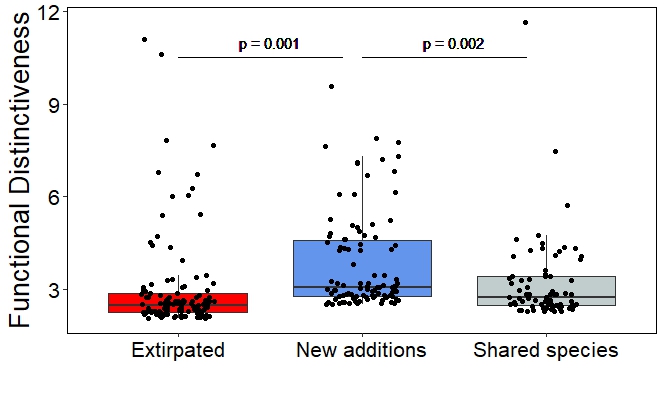 Functional Distinctiveness
12
9
6
3
p = 0.001
p = 0.002
Extirpated
New additions
Shared species